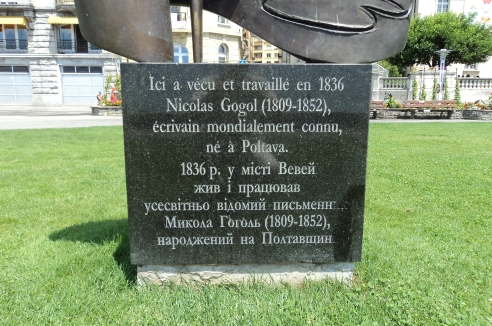 Ici a vécu et travaillé en 1836
Nicolas Gogol (1809-1852),
écrivain mondialement connu,
né à Poltava.
1836 р. у місті Вевей
жив і працював
усесвітньо відомий письменн
Микола Гоголь (1809-1852),
народжений на Полтавщин